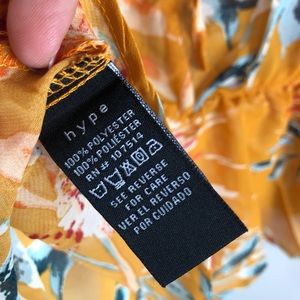 hype
100% POLYESTER
100% POLIÉSTER
RN# 107514
SEE REVERSE
FOR CARE
VER EL REVERSO
POR CUIDADO